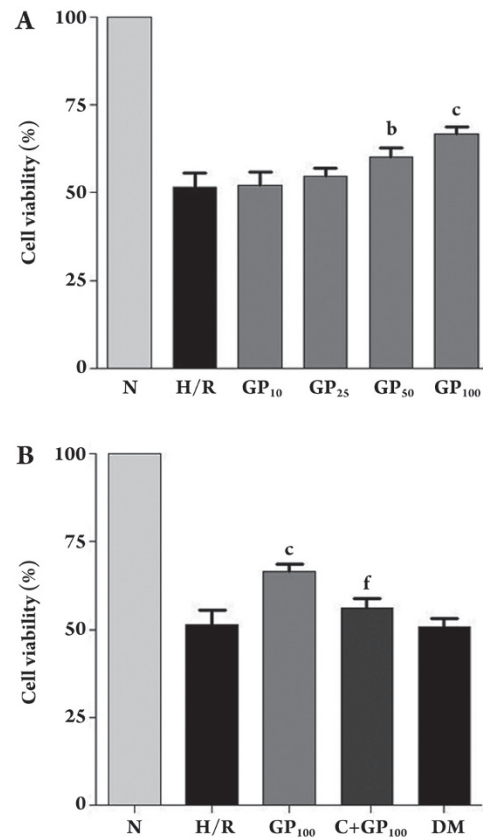 A
Cell viability (%)
100
75
50
25
0
b
c
N H/R GP₁₀ GP₂₅ GP₅₀ GP₁₀₀
B
Cell viability (%)
100
75
50
25
0
c
f
N H/R GP₁₀₀ C+GP₁₀₀ DM